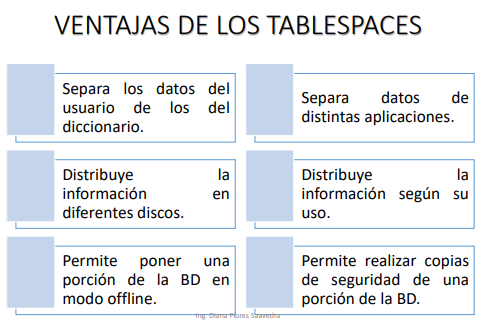 VENTAJAS DE LOS TABLESPACES
Separa los datos del
usuario de los del
diccionario.
Separa datos de
distintas aplicaciones.
Distribuye la
información en
diferentes discos.
Distribuye la
información según su
uso.
Permite poner una
porción de la BD en
modo offline.
Permite realizar copias
de seguridad de una
porción de la BD.
Ing. Diana Flores Saavedra